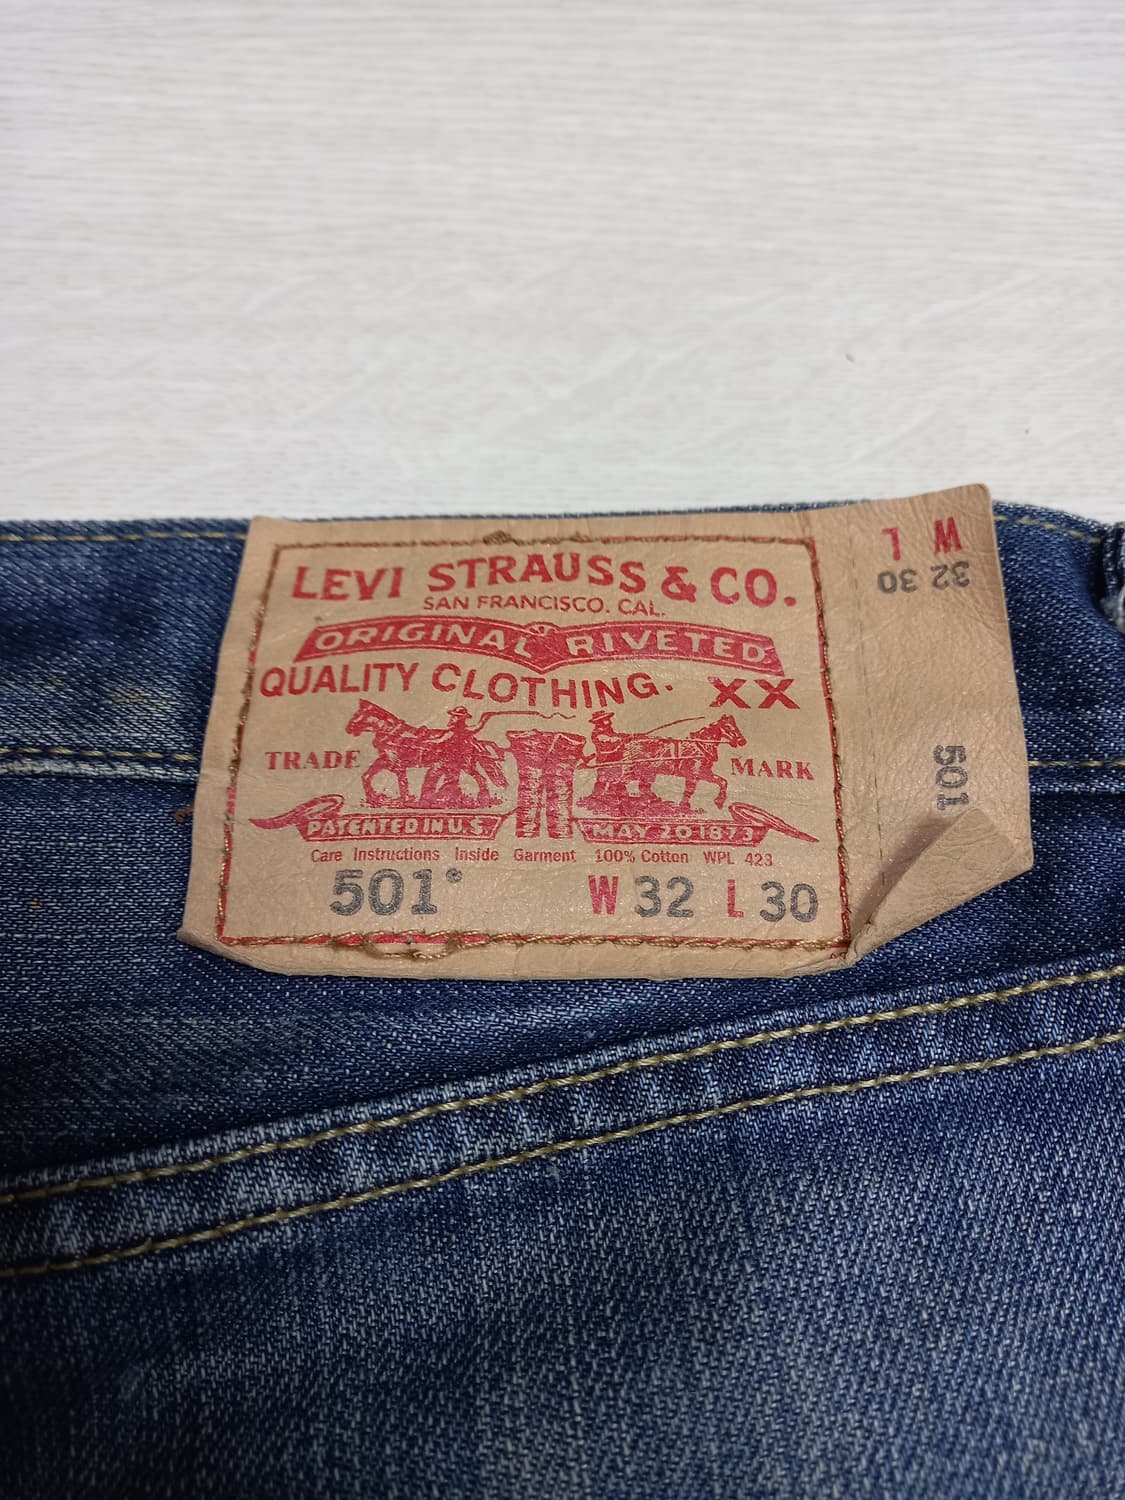 LEVI STRAUSS & CO.
SAN FRANCISCO. CAL.
ORIGINAL RIVETED
QUALITY CLOTHING. XX
TRADE MARK
PATENTED IN U.S. MAY 20 1873
Care Instructions Inside Garment 100% Cotton WPL 423
501® W 32 L 30
W L
32 30
501